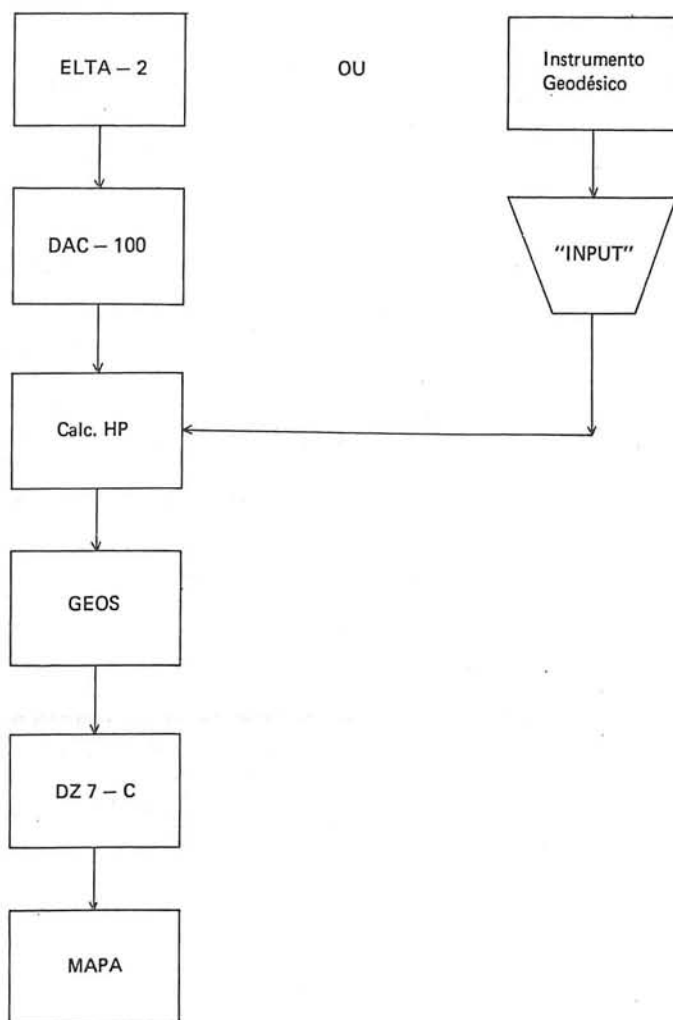 ELTA – 2
OU
Instrumento
Geodésico
DAC – 100
"INPUT"
Calc. HP
GEOS
DZ 7 – C
MAPA